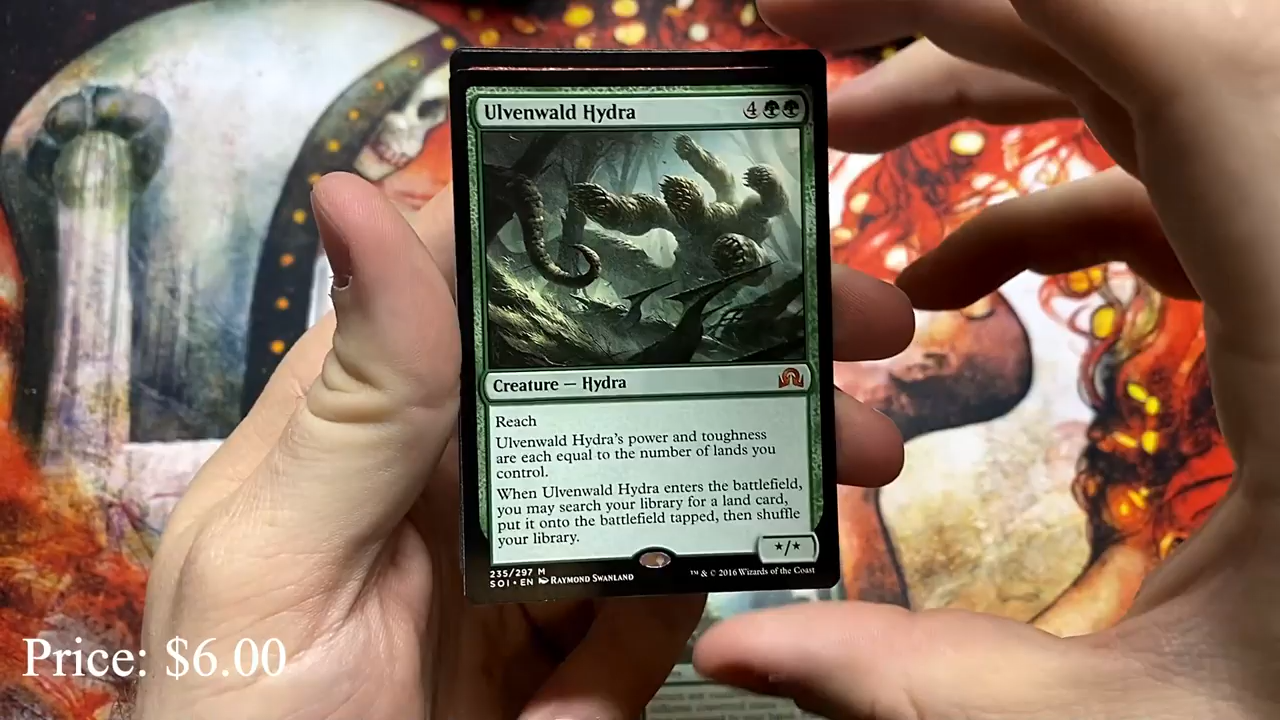 Ulvenwald Hydra 4
Creature — Hydra
Reach
Ulvenwald Hydra's power and toughness
are each equal to the number of lands you
control.
When Ulvenwald Hydra enters the battlefield,
you may search your library for a land card,
put it onto the battlefield tapped, then shuffle
your library.
*/*
235/297 M
SOI • EN RAYMOND SWANLAND
™ & © 2016 Wizards of the Coast
Price: $6.00